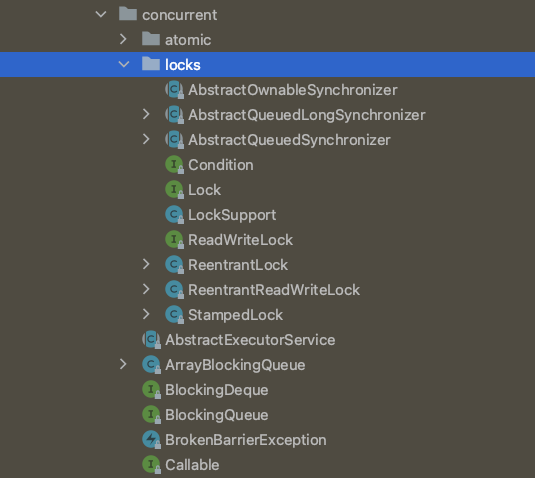 concurrent
atomic
locks
AbstractOwnableSynchronizer
AbstractQueuedLongSynchronizer
AbstractQueuedSynchronizer
Condition
Lock
LockSupport
ReadWriteLock
ReentrantLock
ReentrantReadWriteLock
StampedLock
AbstractExecutorService
ArrayBlockingQueue
BlockingDeque
BlockingQueue
BrokenBarrierException
Callable